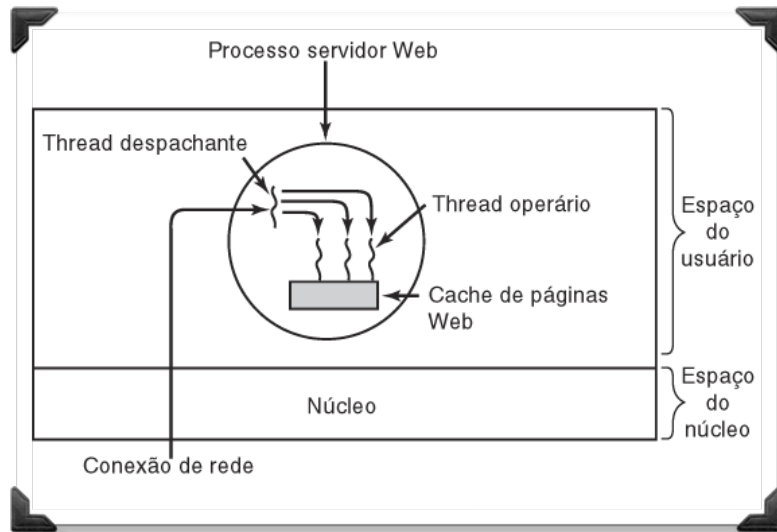 Processo servidor Web
Thread despachante
Thread operário
Cache de páginas
Web
Espaço
do
usuário
Núcleo
Espaço
do
núcleo
Conexão de rede